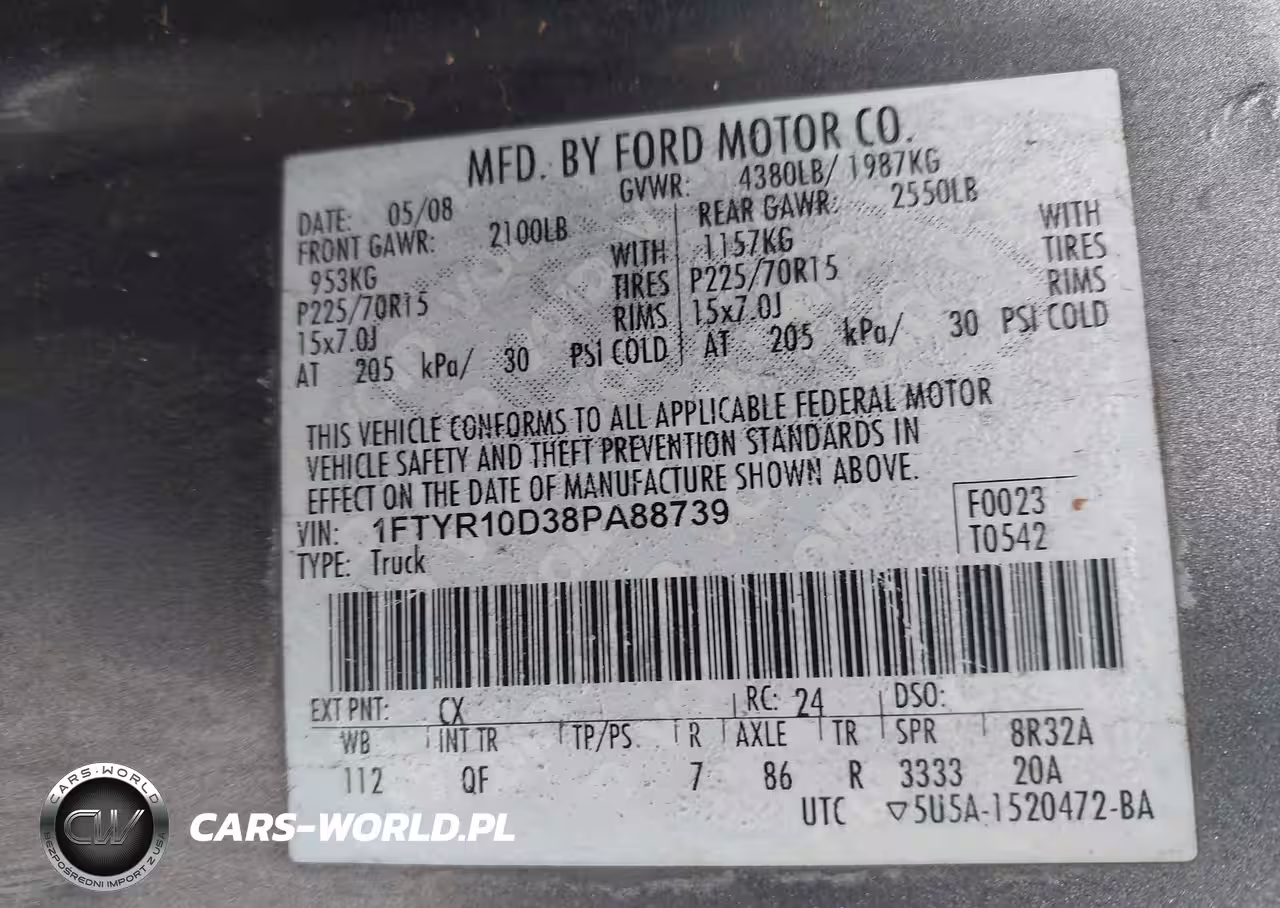 MFD. BY FORD MOTOR CO.
DATE: 05/08 GVWR: 4380LB/ 1987KG
FRONT GAWR: 2100LB REAR GAWR: 2550LB
953KG WITH 1157KG WITH
P225/70R15 TIRES P225/70R15 TIRES
15x7.0J RIMS 15x7.0J RIMS
AT 205 kPa/ 30 PSI COLD AT 205 kPa/ 30 PSI COLD
THIS VEHICLE CONFORMS TO ALL APPLICABLE FEDERAL MOTOR
VEHICLE SAFETY AND THEFT PREVENTION STANDARDS IN
EFFECT ON THE DATE OF MANUFACTURE SHOWN ABOVE.
VIN: 1FTYR10D38PA88739 F0023
TYPE: Truck T0542
EXT PNT: CX RC: 24 DSO:
WB INT TR TP/PS R AXLE TR SPR 8R32A
112 QF 7 86 R 3333 20A
UTC ▽5U5A-1520472-BA
CARS-WORLD
CW
BEZPOŚREDNI IMPORT Z USA
CARS-WORLD.PL